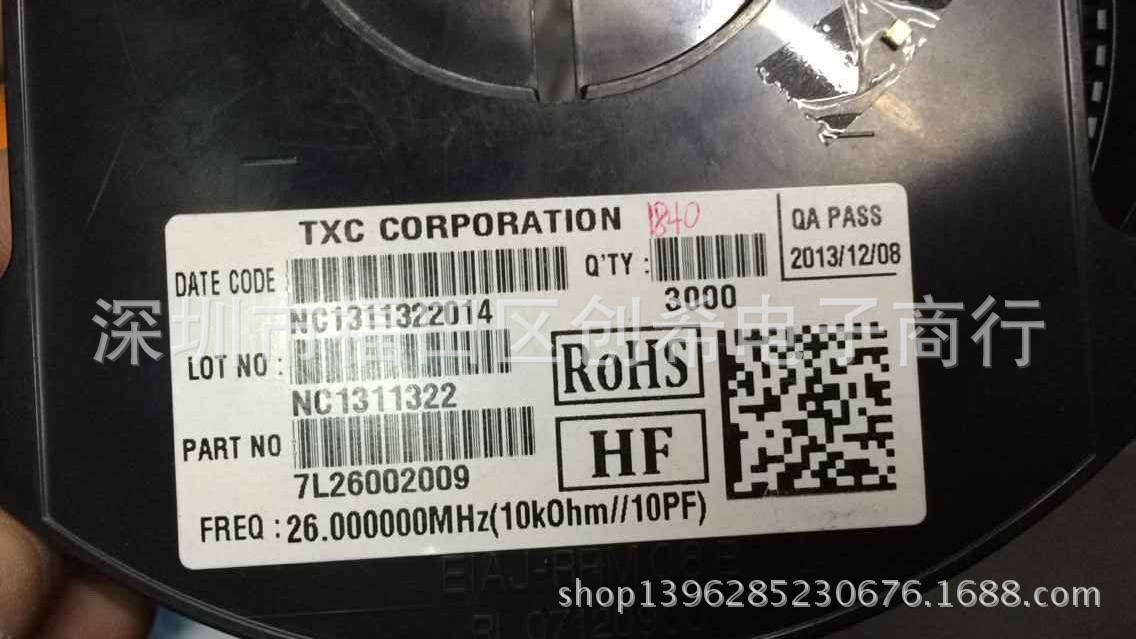 TXC CORPORATION 1840
QA PASS
2013/12/08
DATE CODE :
Q'TY :
NC1311322014
3000
深圳市 区创希电子商行
LOT NO :
RoHS
NC1311322
PART NO
HF
7L26002009
FREQ : 26.000000MHz(10kOhm//10PF)
EIAJ-RRM
shop1396285230676.1688.com